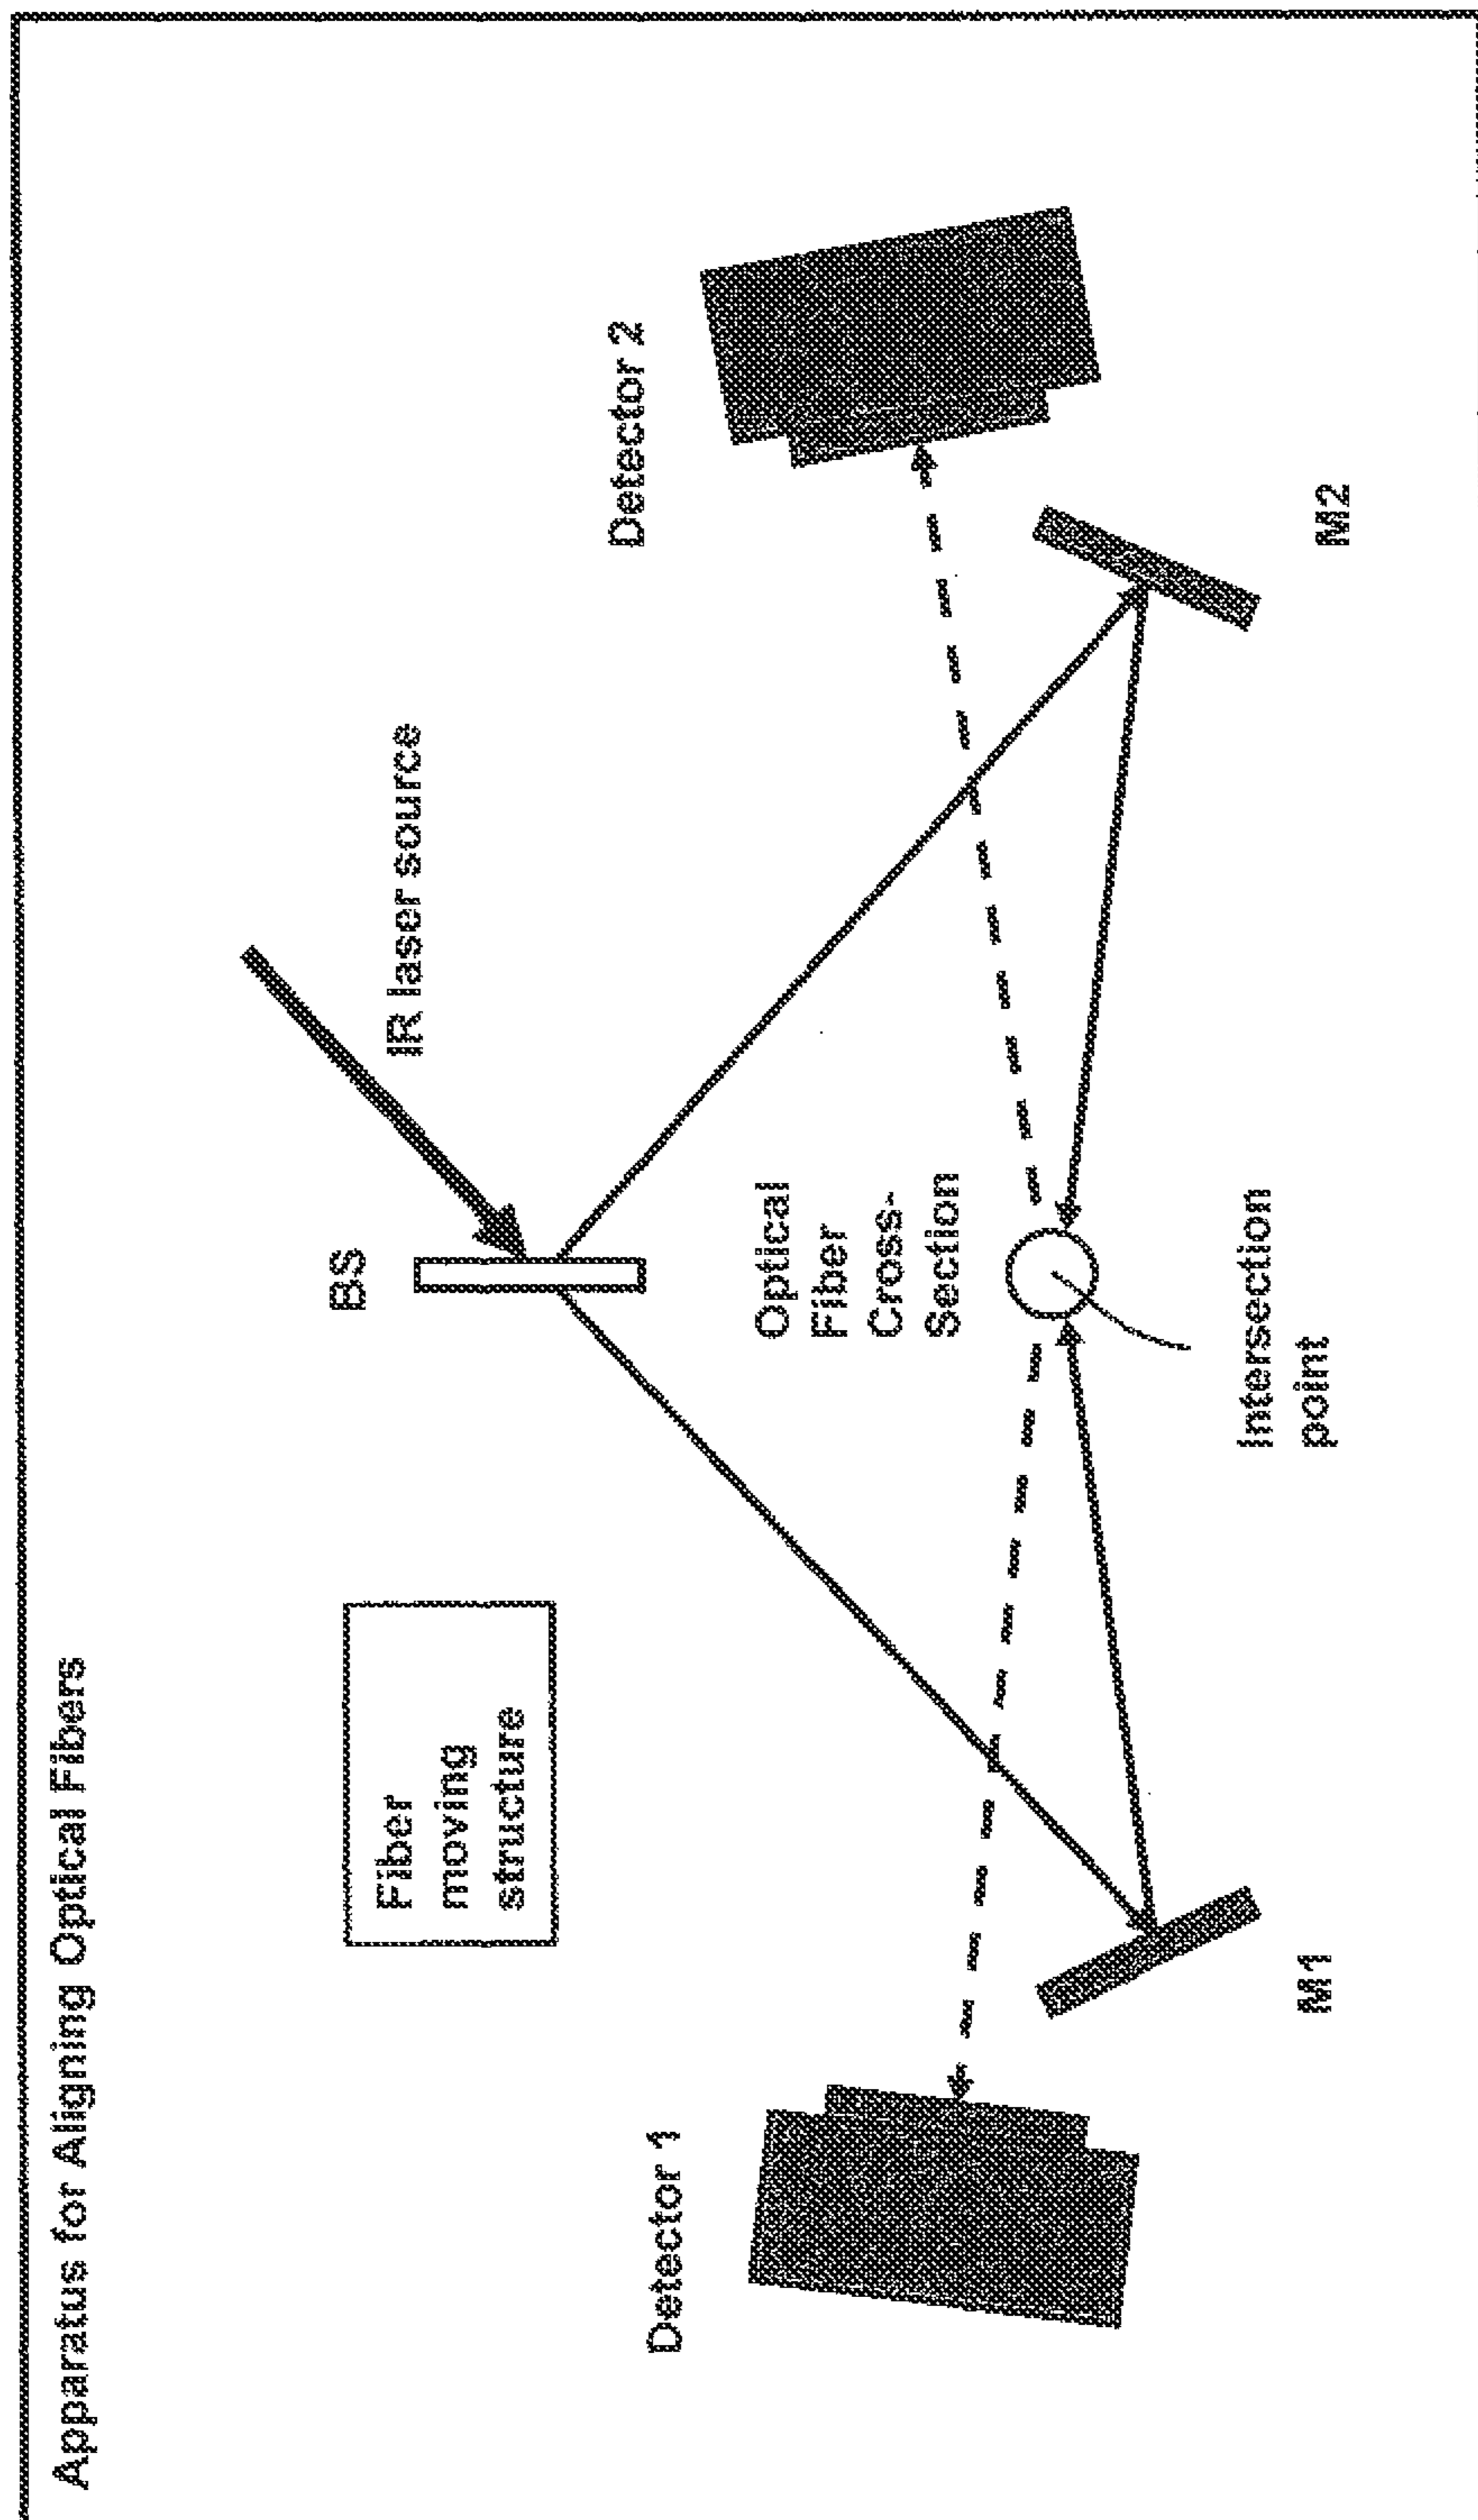 Apparatus for Aligning Optical Fibers
Fiber
moving
structure
BS
IR laser source
Detector 1
Optical
Fiber
Cross-
Section
Detector 2
M1
Intersection
point
M2